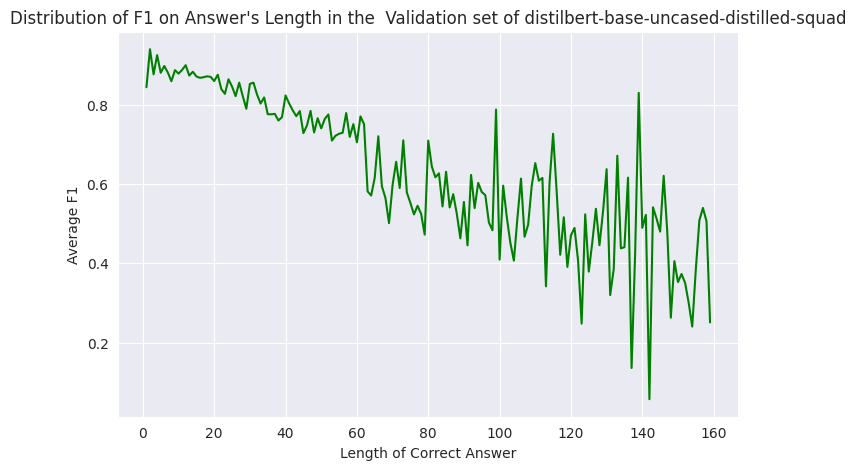 Distribution of F1 on Answer's Length in the  Validation set of distilbert-base-uncased-distilled-squad
0.8
0.6
0.4
0.2
Average F1
0 20 40 60 80 100 120 140 160
Length of Correct Answer